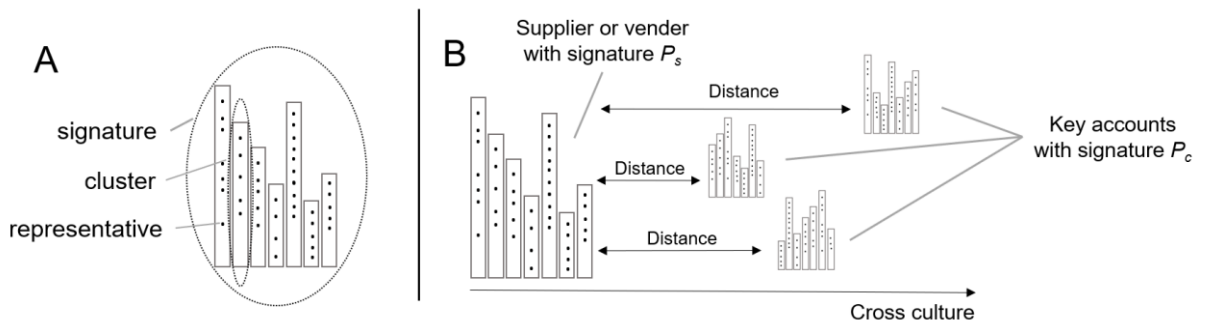 A
signature
cluster
representative
B
Supplier or vender
with signature Ps
Distance
Distance
Distance
Key accounts
with signature Pc
Cross culture